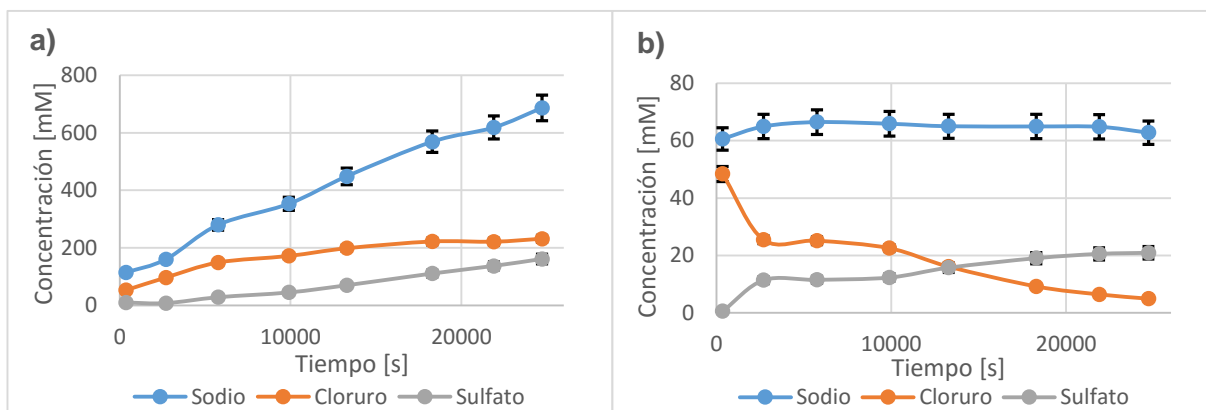 a)
Concentración [mM]
800
600
400
200
0
0
10000
20000
Tiempo [s]
Sodio
Cloruro
Sulfato
b)
Concentración [mM]
80
60
40
20
0
0
10000
20000
Tiempo [s]
Sodio
Cloruro
Sulfato